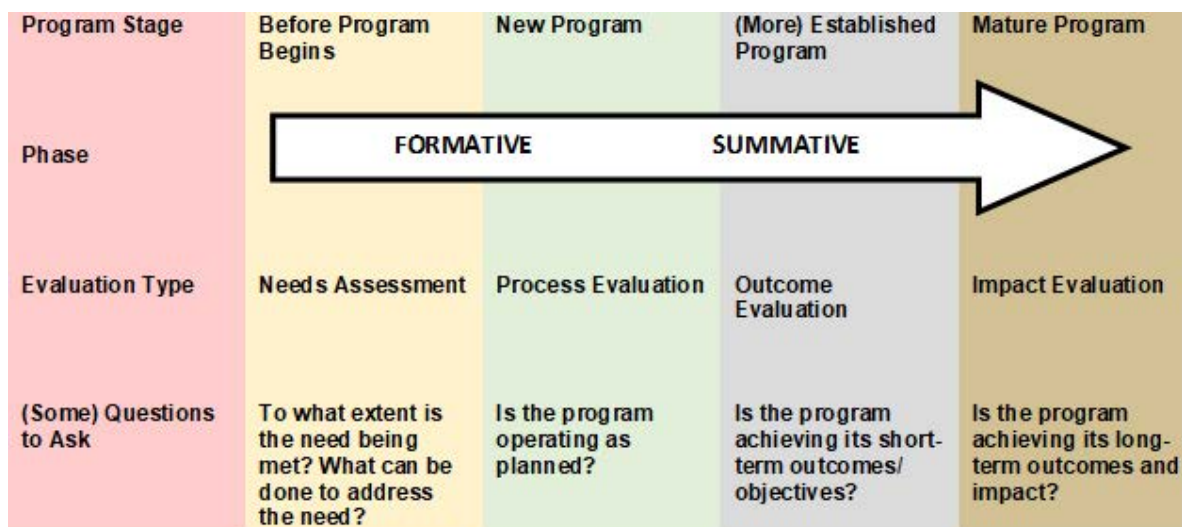 Program Stage
Before Program
Begins
New Program
(More) Established
Program
Mature Program
Phase
FORMATIVE
SUMMATIVE
Evaluation Type
Needs Assessment
Process Evaluation
Outcome
Evaluation
Impact Evaluation
(Some) Questions
to Ask
To what extent is
the need being
met? What can be
done to address
the need?
Is the program
operating as
planned?
Is the program
achieving its short-
term outcomes/
objectives?
Is the program
achieving its long-
term outcomes and
impact?